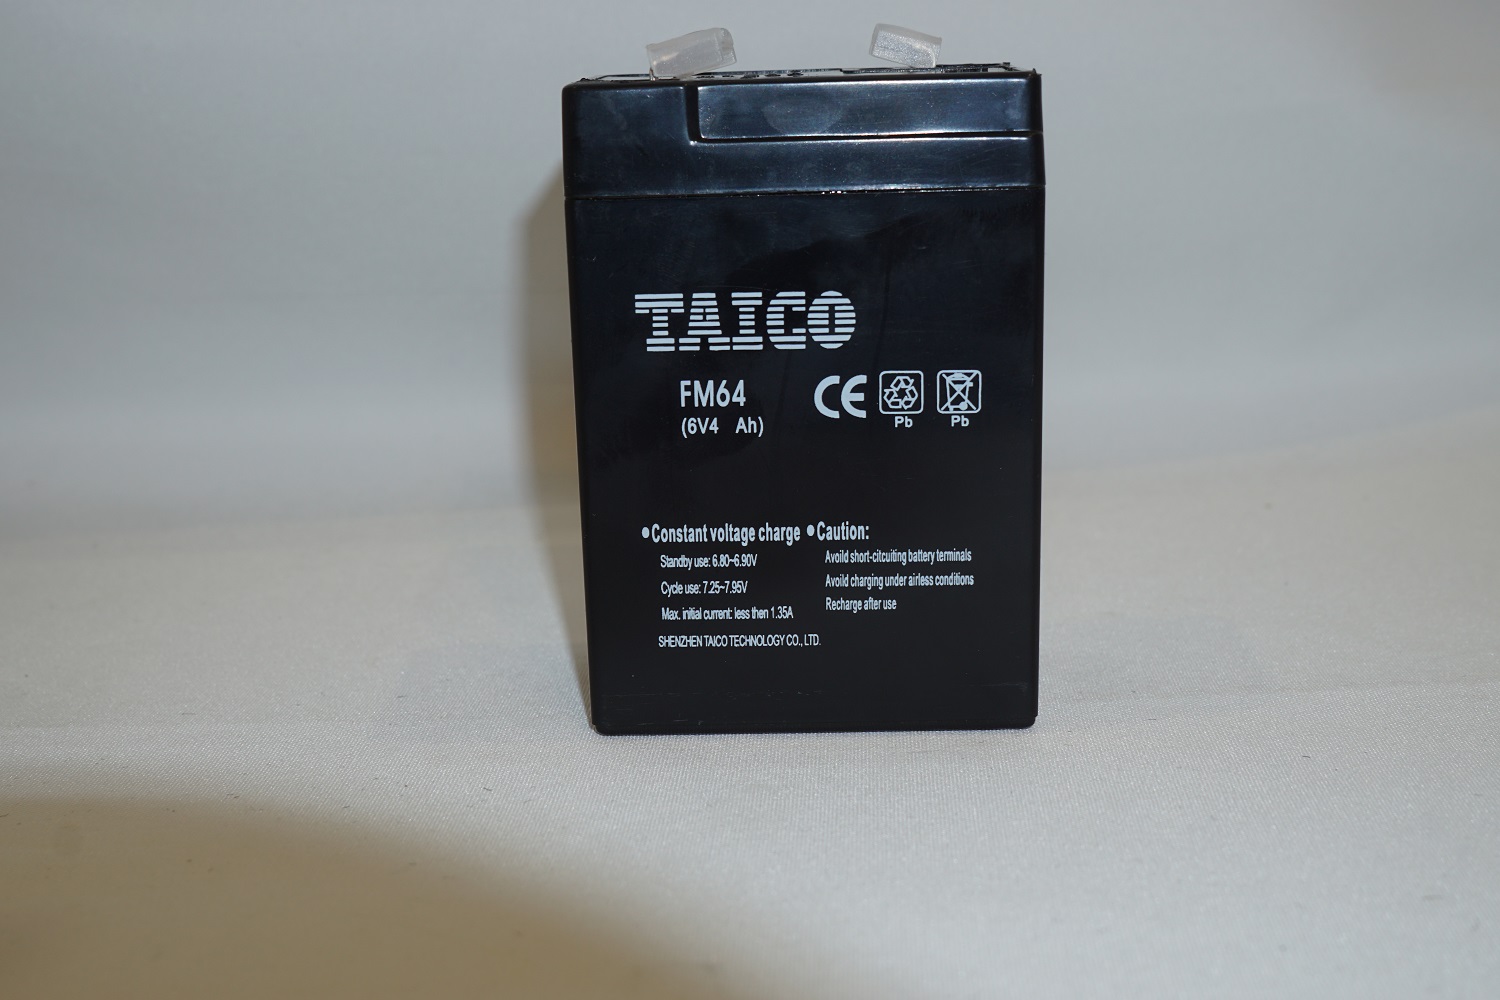 TAICO
FM64
(6V4 Ah)
CE
Pb
Pb
•Constant voltage charge
Standby use: 6.80~6.90V
Cycle use: 7.25~7.95V
Max. initial current: less then 1.35A
SHENZHEN TAICO TECHNOLOGY CO., LTD.
•Caution:
Avoild short-citcuiting battery terminals
Avoild charging under airless conditions
Recharge after use